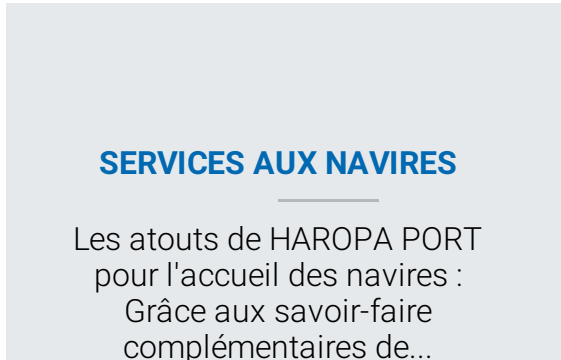 SERVICES AUX NAVIRES
Les atouts de HAROPA PORT
pour l'accueil des navires :
Grâce aux savoir-faire
complémentaires de...